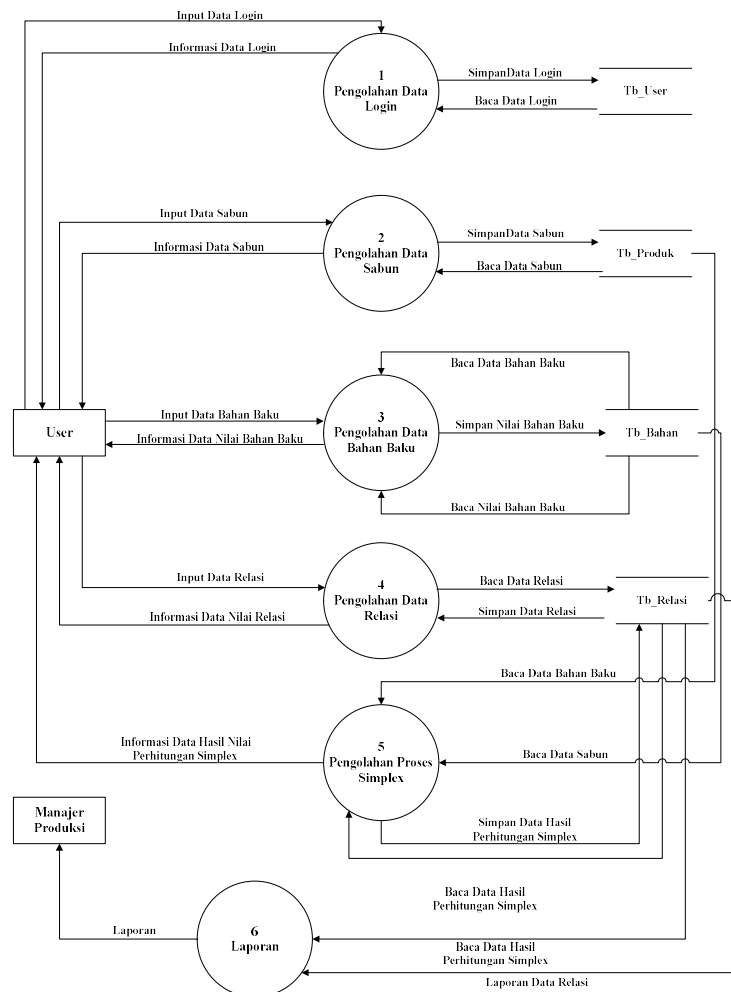 Input Data Login
Informasi Data Login
1
Pengolahan Data
Login
SimpanData Login
Baca Data Login
Tb_User
Input Data Sabun
Informasi Data Sabun
2
Pengolahan Data
Sabun
SimpanData Sabun
Baca Data Sabun
Tb_Produk
Baca Data Bahan Baku
User
Input Data Bahan Baku
Informasi Data Nilai Bahan Baku
3
Pengolahan Data
Bahan Baku
Simpan Nilai Bahan Baku
Tb_Bahan
Baca Nilai Bahan Baku
Input Data Relasi
Informasi Data Nilai Relasi
4
Pengolahan Data
Relasi
Baca Data Relasi
Simpan Data Relasi
Tb_Relasi
Baca Data Bahan Baku
Informasi Data Hasil Nilai
Perhitungan Simplex
5
Pengolahan Proses
Simplex
Baca Data Sabun
Simpan Data Hasil
Perhitungan Simplex
Manajer
Produksi
Baca Data Hasil
Perhitungan Simplex
Laporan
6
Laporan
Baca Data Hasil
Perhitungan Simplex
Laporan Data Relasi